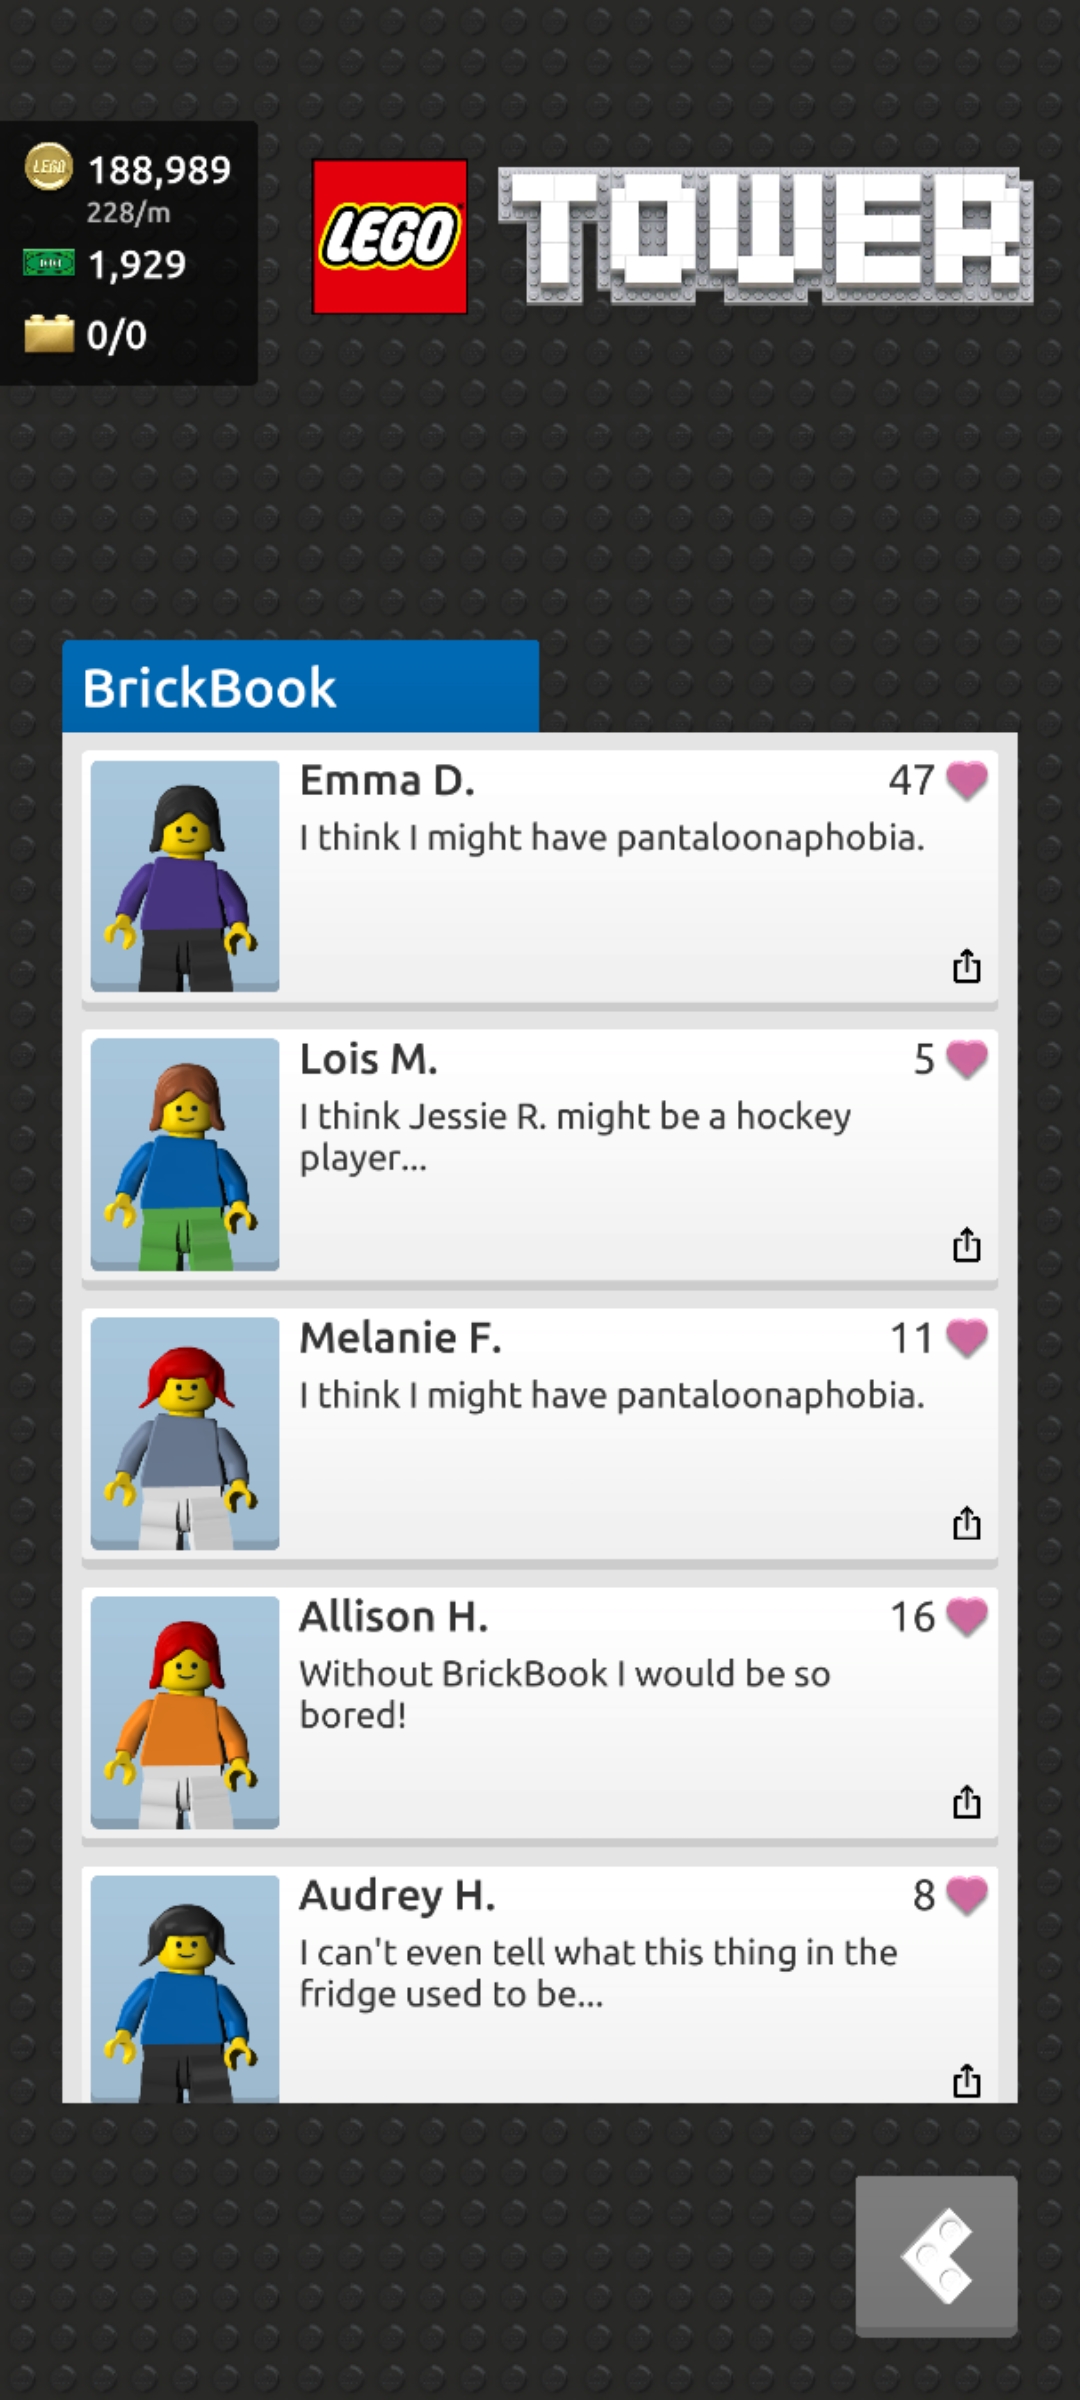 188,989
228/m
1,929
0/0
LEGO TOWER
BrickBook
Emma D. 47
I think I might have pantaloonaphobia.
Lois M. 5
I think Jessie R. might be a hockey
player...
Melanie F. 11
I think I might have pantaloonaphobia.
Allison H. 16
Without BrickBook I would be so
bored!
Audrey H. 8
I can't even tell what this thing in the
fridge used to be...